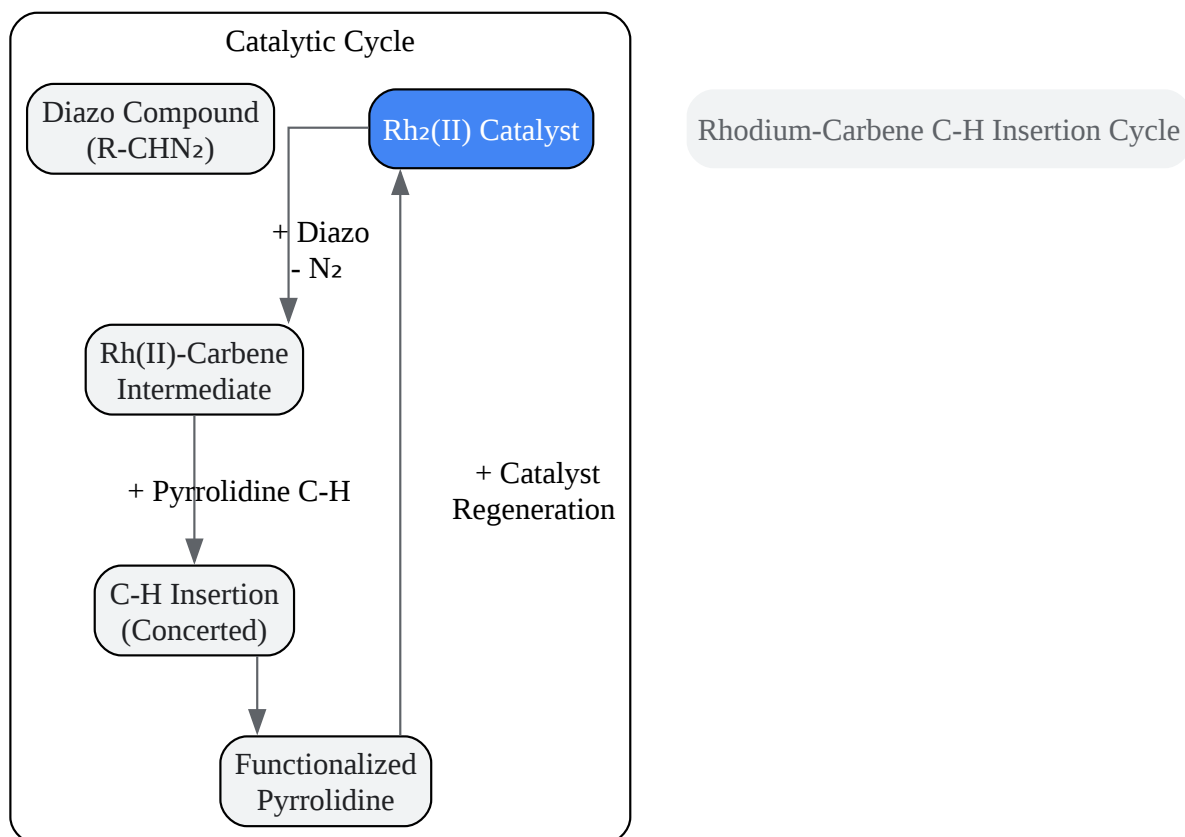 Catalytic Cycle
Diazo Compound
(R-CHN₂)
Rh₂(II) Catalyst
Rhodium-Carbene C-H Insertion Cycle
+ Diazo
- N₂
Rh(II)-Carbene
Intermediate
+ Pyrrolidine C-H
+ Catalyst
Regeneration
C-H Insertion
(Concerted)
Functionalized
Pyrrolidine